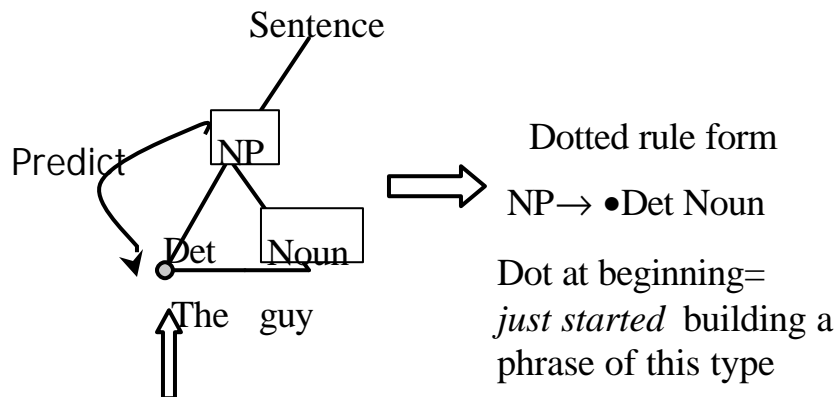 Sentence
Predict
NP
Det
Noun
The guy
Dotted rule form
NP→ •Det Noun
Dot at beginning=
just started building a
phrase of this type